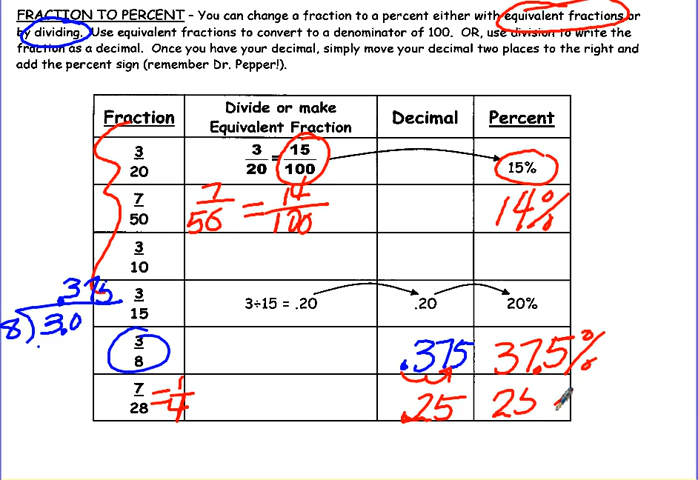 FRACTION TO PERCENT – You can change a fraction to a percent either with equivalent fractions or
by dividing. Use equivalent fractions to convert to a denominator of 100. OR, use division to write the
fraction as a decimal. Once you have your decimal, simply move your decimal two places to the right and
add the percent sign (remember Dr. Pepper!).
Fraction Divide or make Equivalent Fraction Decimal Percent
3/20 3/20 = 15/100 15%
7/50 7/50 = 14/100 14%
3/10
3/15 3÷15 = .20 .20 20%
.375
8)3.0
3/8 .375 37.5%
7/28 = 1/4 .25 25